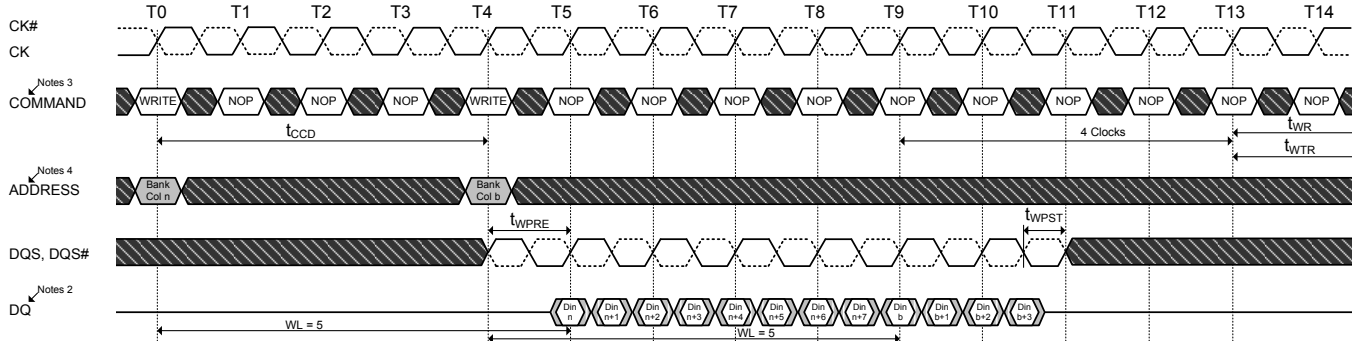 T0 T1 T2 T3 T4 T5 T6 T7 T8 T9 T10 T11 T12 T13 T14
CK#
CK
Notes 3
COMMAND
WRITE NOP NOP NOP WRITE NOP NOP NOP NOP NOP NOP NOP NOP NOP NOP
tCCD
4 Clocks
tWR
tWTR
Notes 4
ADDRESS
Bank Col n
Bank Col b
tWPRE
tWPST
DQS, DQS#
Notes 2
DQ
Din n
Din n+1
Din n+2
Din n+3
Din n+4
Din n+5
Din n+6
Din n+7
Din b
Din b+1
Din b+2
Din b+3
WL = 5
WL = 5